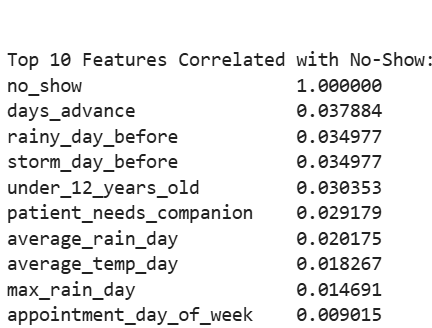 Top 10 Features Correlated with No-Show:
no_show 1.000000
days_advance 0.037884
rainy_day_before 0.034977
storm_day_before 0.034977
under_12_years_old 0.030353
patient_needs_companion 0.029179
average_rain_day 0.020175
average_temp_day 0.018267
max_rain_day 0.014691
appointment_day_of_week 0.009015